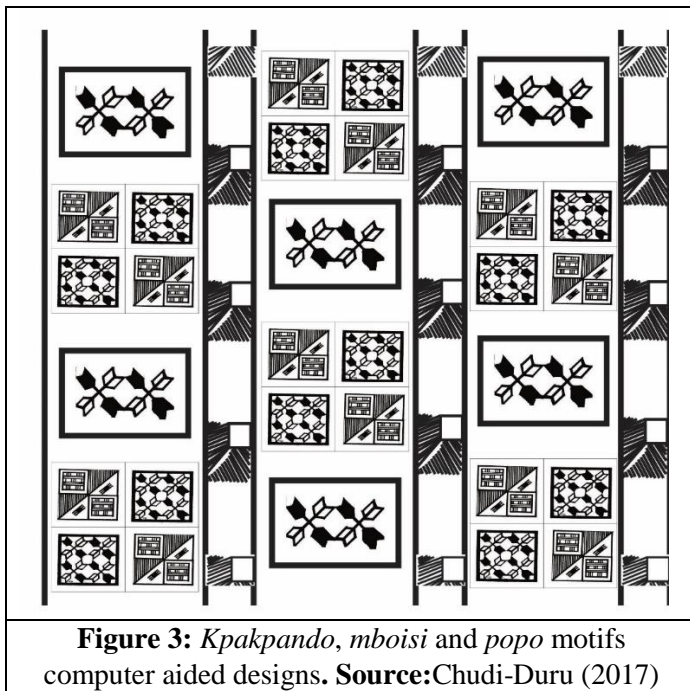 Figure 3: Kpakpando, mboisi and popo motifs
computer aided designs. Source:Chudi-Duru (2017)